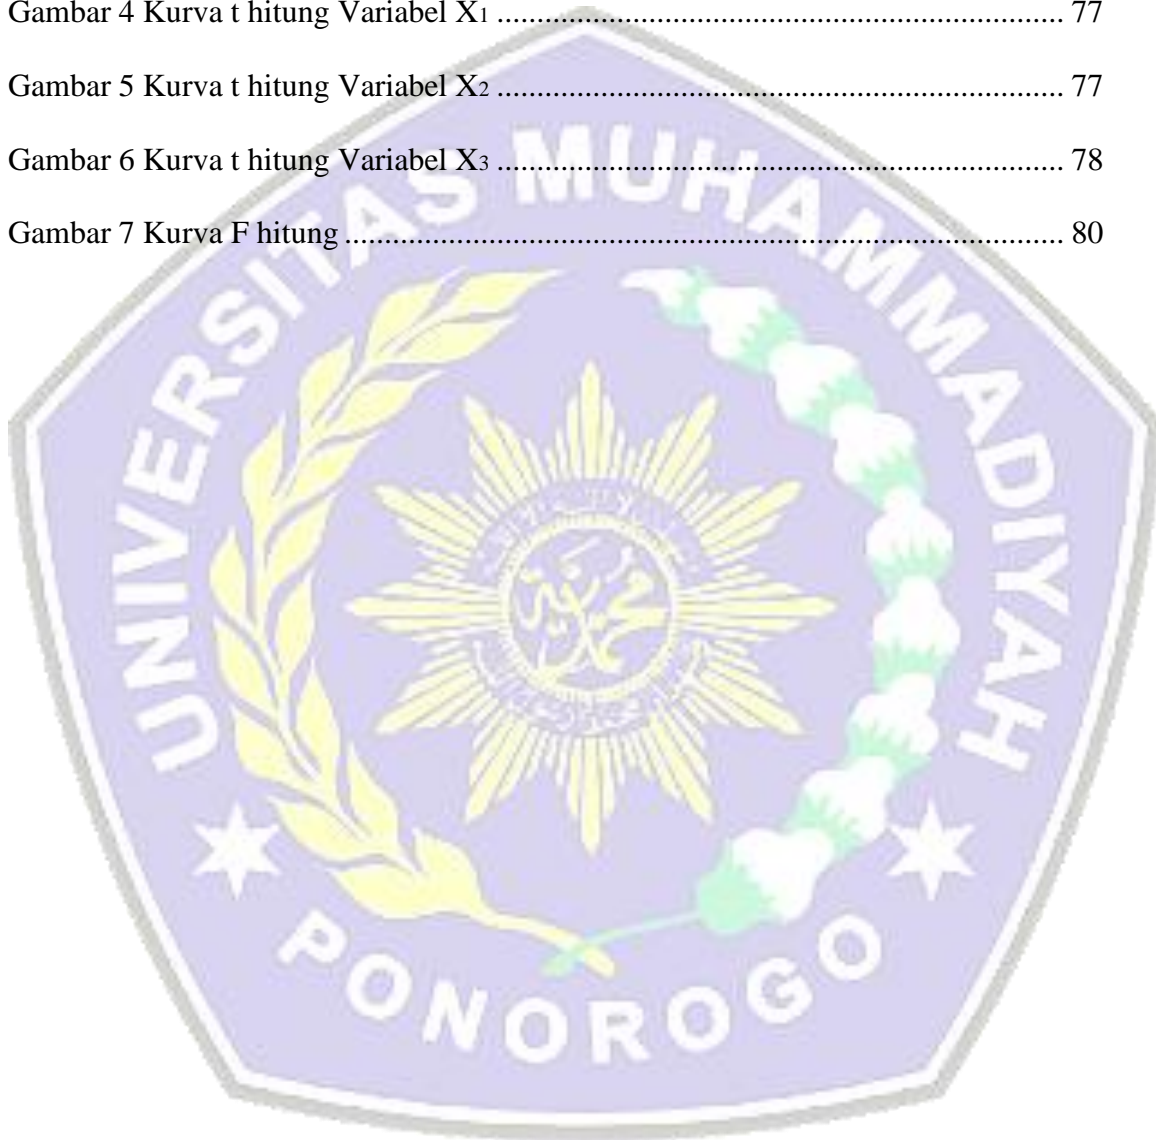 Gambar 4 Kurva t hitung Variabel X1 ........................................................................ 77
Gambar 5 Kurva t hitung Variabel X2 ........................................................................ 77
Gambar 6 Kurva t hitung Variabel X3 ........................................................................ 78
Gambar 7 Kurva F hitung ........................................................................................... 80
UNIVERSITAS MUHAMMADIYAH
PONOROGO